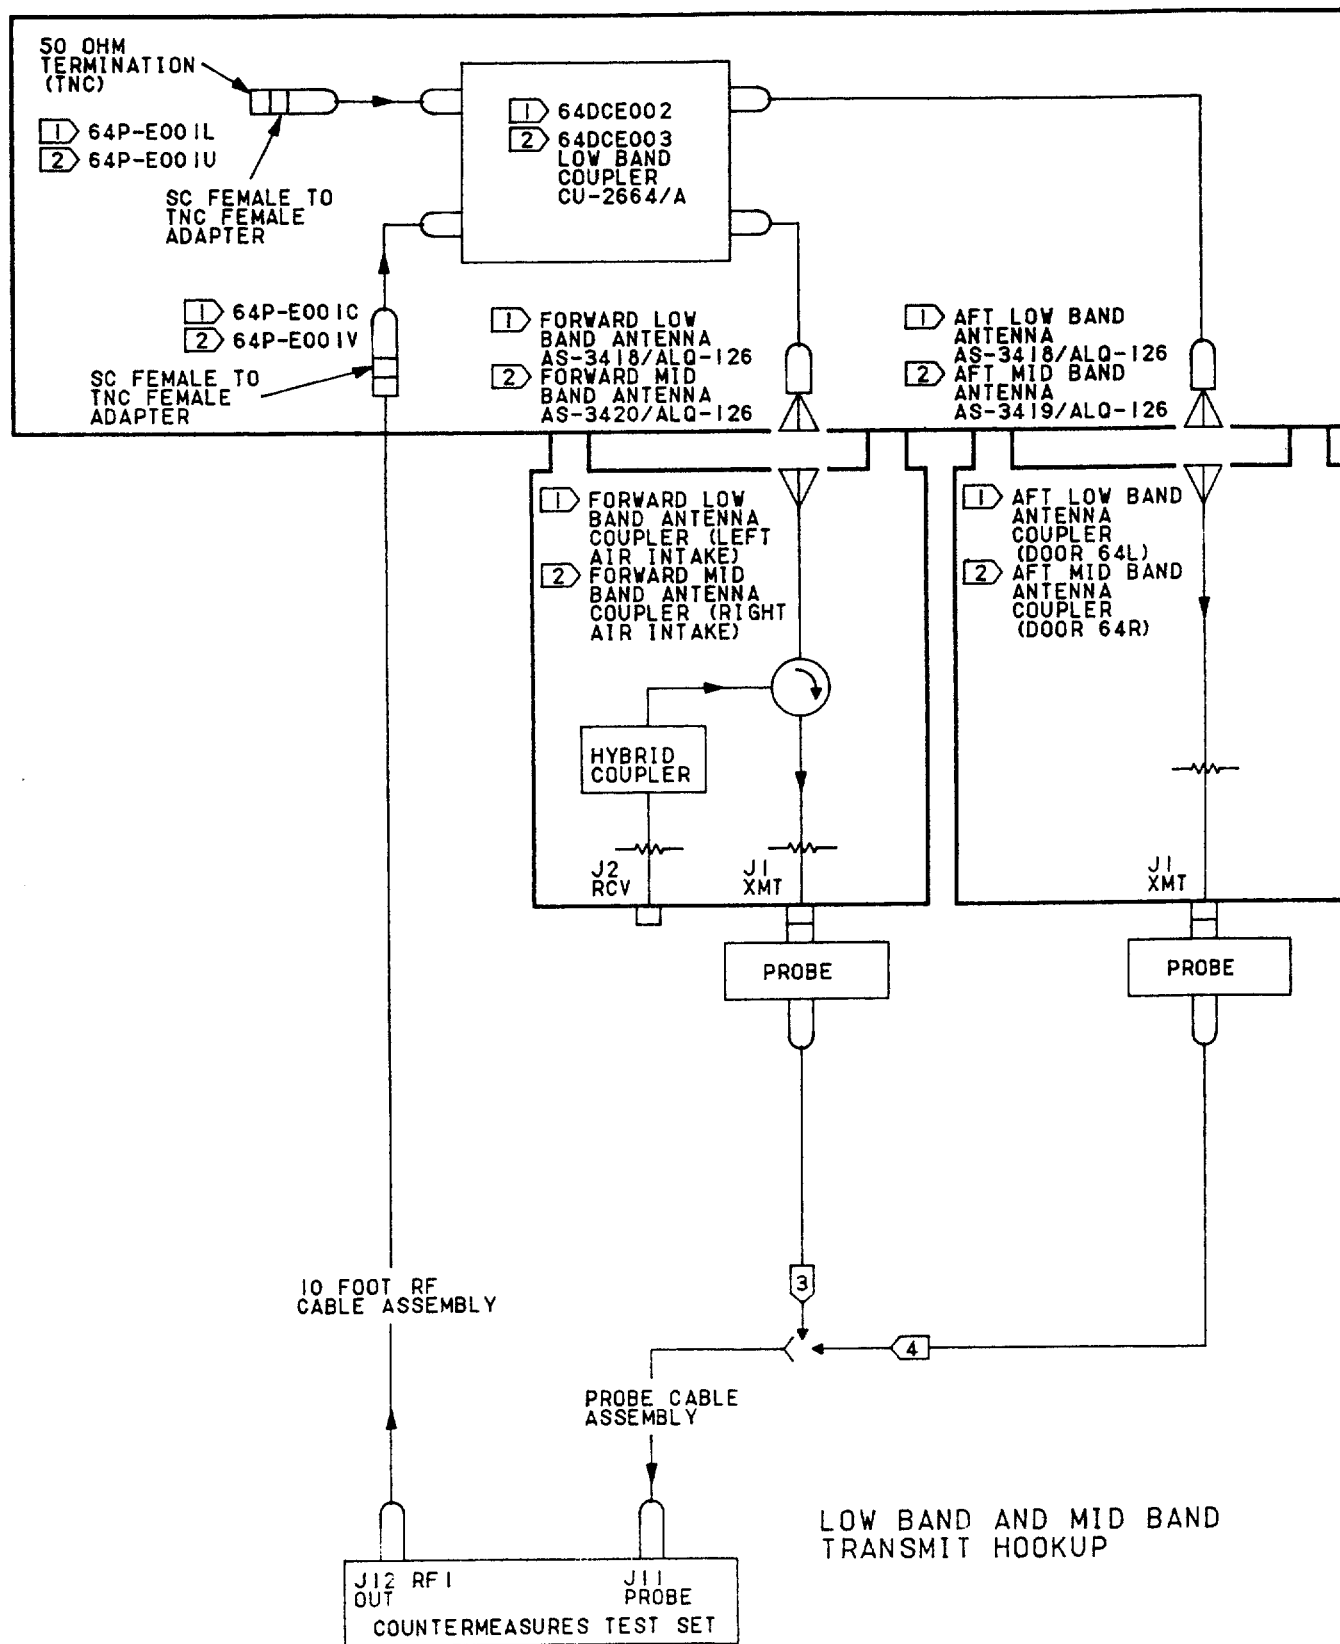 50 OHM
TERMINATION
(TNC)
1 64P-E001L
2 64P-E001U
SC FEMALE TO
TNC FEMALE
ADAPTER
1 64DCE002
2 64DCE003
LOW BAND
COUPLER
CU-2664/A
1 64P-E001C
2 64P-E001V
SC FEMALE TO
TNC FEMALE
ADAPTER
1 FORWARD LOW
BAND ANTENNA
AS-3418/ALQ-126
2 FORWARD MID
BAND ANTENNA
AS-3420/ALQ-126
1 AFT LOW BAND
ANTENNA
AS-3418/ALQ-126
2 AFT MID BAND
ANTENNA
AS-3419/ALQ-126
1 FORWARD LOW
BAND ANTENNA
COUPLER (LEFT
AIR INTAKE)
2 FORWARD MID
BAND ANTENNA
COUPLER (RIGHT
AIR INTAKE)
1 AFT LOW BAND
ANTENNA
COUPLER
(DOOR 64L)
2 AFT MID BAND
ANTENNA
COUPLER
(DOOR 64R)
HYBRID
COUPLER
J2
RCV
J1
XMT
J1
XMT
PROBE
PROBE
3
4
10 FOOT RF
CABLE ASSEMBLY
PROBE CABLE
ASSEMBLY
LOW BAND AND MID BAND
TRANSMIT HOOKUP
J12 RF1
OUT
J11
PROBE
COUNTERMEASURES TEST SET